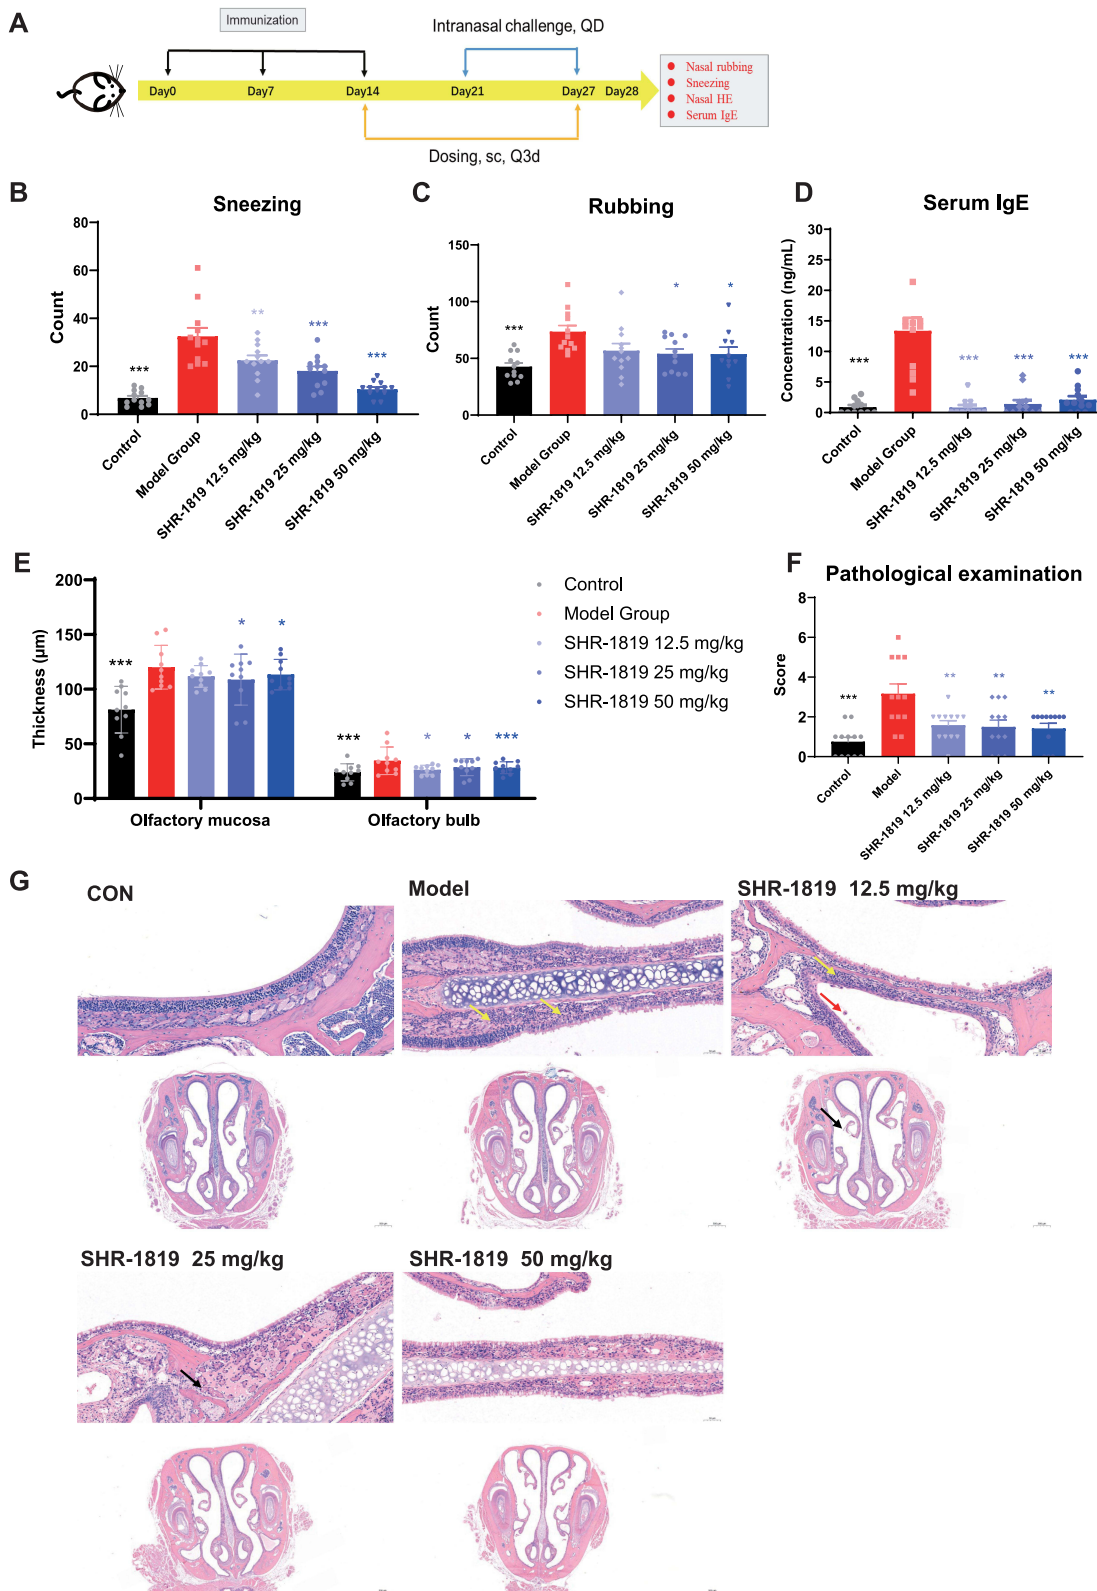 A
Immunization
Intranasal challenge, QD
Day0
Day7
Day14
Day21
Day27
Day28
Nasal rubbing
Sneezing
Nasal HE
Serum IgE
Dosing, sc, Q3d
B
Sneezing
Count
80
60
40
20
0
***
**
***
***
Control
Model Group
SHR-1819 12.5 mg/kg
SHR-1819 25 mg/kg
SHR-1819 50 mg/kg
C
Rubbing
Count
150
100
50
0
***
*
*
Control
Model Group
SHR-1819 12.5 mg/kg
SHR-1819 25 mg/kg
SHR-1819 50 mg/kg
D
Serum IgE
Concentration (ng/mL)
30
25
20
15
10
5
0
***
***
***
***
Control
Model Group
SHR-1819 12.5 mg/kg
SHR-1819 25 mg/kg
SHR-1819 50 mg/kg
E
Thickness (μm)
200
150
100
50
0
***
*
*
***
*
*
***
Olfactory mucosa
Olfactory bulb
Control
Model Group
SHR-1819 12.5 mg/kg
SHR-1819 25 mg/kg
SHR-1819 50 mg/kg
F
Pathological examination
Score
8
6
4
2
0
***
**
**
**
Control
Model
SHR-1819 12.5 mg/kg
SHR-1819 25 mg/kg
SHR-1819 50 mg/kg
G
CON
Model
SHR-1819 12.5 mg/kg
SHR-1819 25 mg/kg
SHR-1819 50 mg/kg